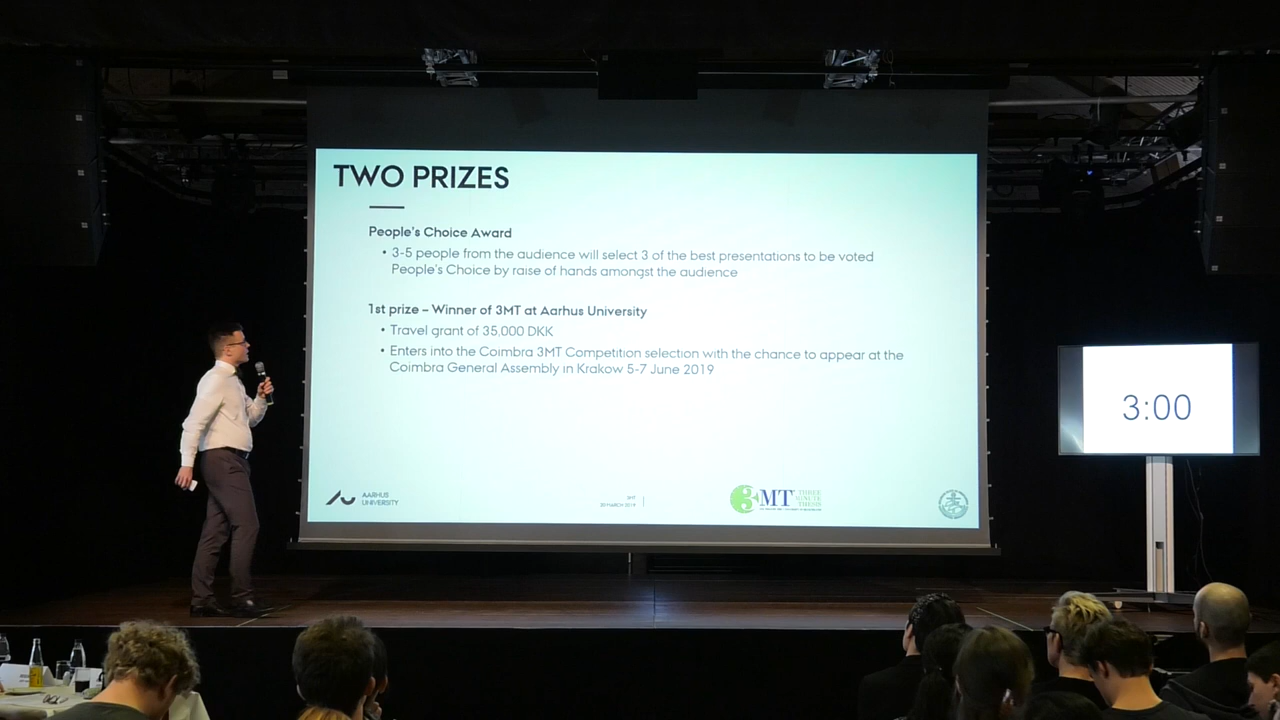 TWO PRIZES
People's Choice Award
• 3-5 people from the audience will select 3 of the best presentations to be voted
People's Choice by raise of hands amongst the audience
1st prize – Winner of 3MT at Aarhus University
• Travel grant of 35,000 DKK
• Enters into the Coimbra 3MT Competition selection with the chance to appear at the
Coimbra General Assembly in Krakow 5-7 June 2019
3:00
AARHUS
UNIVERSITY
3MT
THREE
MINUTE
THESIS